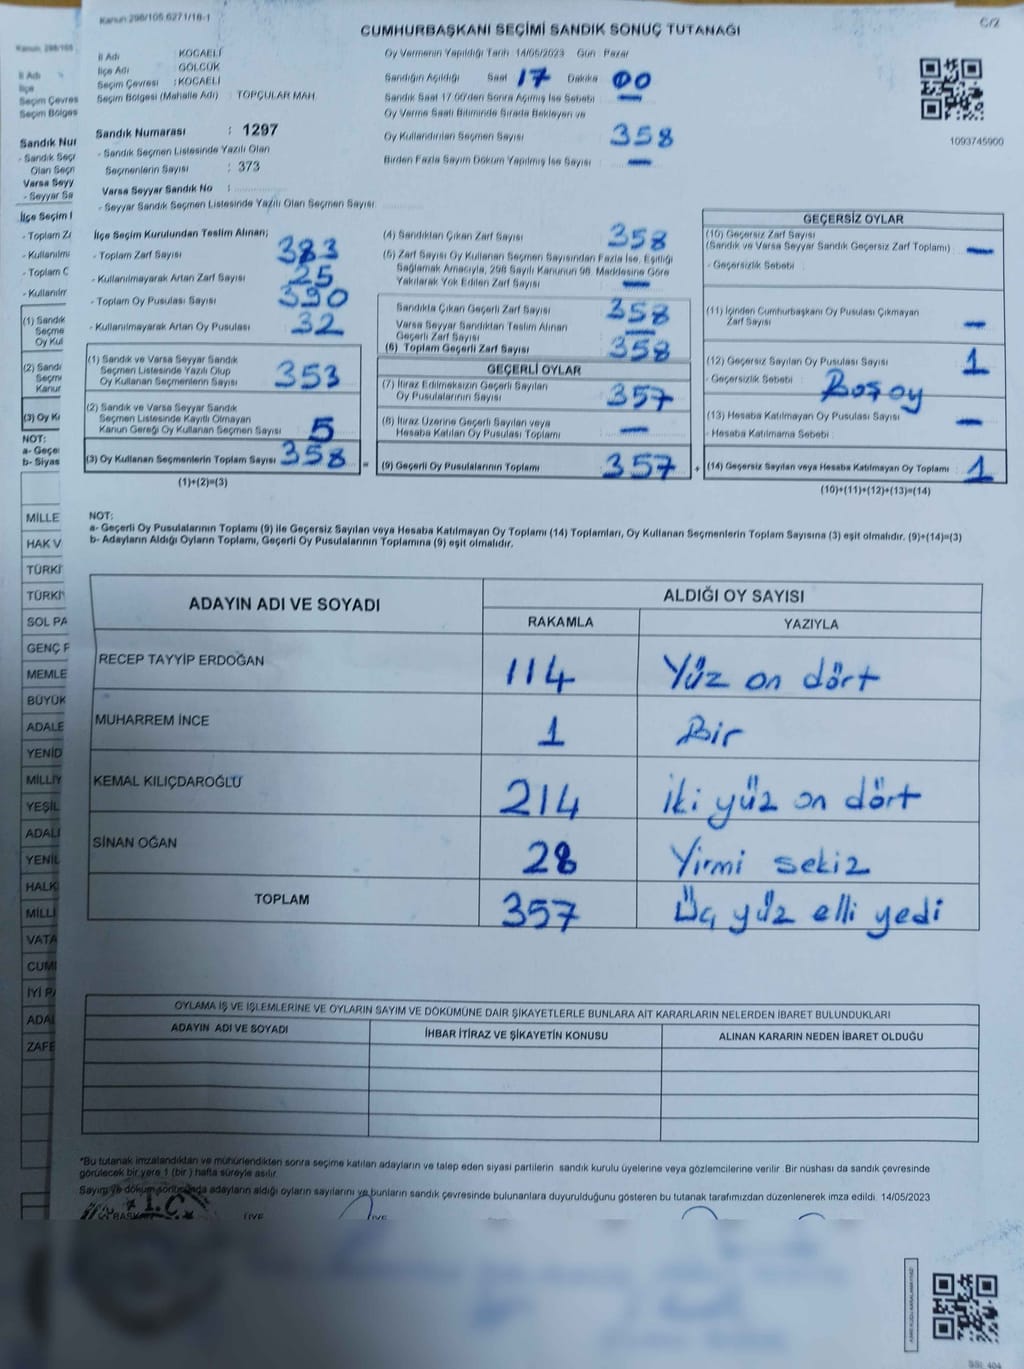 Kanun 298/105 6271/18-1
C/2
CUMHURBAŞKANI SEÇİMİ SANDIK SONUÇ TUTANAĞI
İl Adı : KOCAELİ
İlçe Adı : GÖLCÜK
Seçim Çevresi : KOCAELİ
Seçim Bölgesi (Mahalle Adı) : TOPÇULAR MAH.
Sandık Numarası : 1297
- Sandık Seçmen Listesinde Yazılı Olan
Seçmenlerin Sayısı : 373
Varsa Seyyar Sandık No :
- Seyyar Sandık Seçmen Listesinde Yazılı Olan Seçmen Sayısı:
Oy Vermenin Yapıldığı Tarih 14/05/2023 Gün Pazar
Sandığın Açıldığı Saat 17 Dakika 00
Sandık Saat 17.00'den Sonra Açılmış İse Sebebi : —
Oy Verme Saati Bitiminde Sırada Bekleyen ve
Oy Kullandırılan Seçmen Sayısı 358
Birden Fazla Sayım Döküm Yapılmış İse Sayısı : —
1093745900
İlçe Seçim Kurulundan Teslim Alınan;
- Toplam Zarf Sayısı 383
- Kullanılmayarak Artan Zarf Sayısı 25
- Toplam Oy Pusulası Sayısı 390
- Kullanılmayarak Artan Oy Pusulası 32
(1) Sandık ve Varsa Seyyar Sandık
Seçmen Listesinde Yazılı Olup
Oy Kullanan Seçmenlerin Sayısı 353
(2) Sandık ve Varsa Seyyar Sandık
Seçmen Listesinde Kayıtlı Olmayan
Kanun Gereği Oy Kullanan Seçmen Sayısı 5
(3) Oy Kullanan Seçmenlerin Toplam Sayısı 358
(1)+(2)=(3)
(4) Sandıktan Çıkan Zarf Sayısı 358
(5) Zarf Sayısı Oy Kullanan Seçmen Sayısından Fazla İse, Eşitliği
Sağlamak Amacıyla, 298 Sayılı Kanunun 98. Maddesine Göre
Yakılarak Yok Edilen Zarf Sayısı —
Sandıkta Çıkan Geçerli Zarf Sayısı 358
Varsa Seyyar Sandıktan Teslim Alınan
Geçerli Zarf Sayısı —
(6) Toplam Geçerli Zarf Sayısı 358
GEÇERLİ OYLAR
(7) İtiraz Edilmeksizin Geçerli Sayılan
Oy Pusulalarının Sayısı 357
(8) İtiraz Üzerine Geçerli Sayılan veya
Hesaba Katılan Oy Pusulası Toplamı —
= (9) Geçerli Oy Pusulalarının Toplamı 357
GEÇERSİZ OYLAR
(10) Geçersiz Zarf Sayısı
(Sandık ve Varsa Seyyar Sandık Geçersiz Zarf Toplamı) —
- Geçersizlik Sebebi :
(11) İçinden Cumhurbaşkanı Oy Pusulası Çıkmayan
Zarf Sayısı —
(12) Geçersiz Sayılan Oy Pusulası Sayısı 1
- Geçersizlik Sebebi : Boş oy
(13) Hesaba Katılmayan Oy Pusulası Sayısı —
- Hesaba Katılmama Sebebi :
+ (14) Geçersiz Sayılan veya Hesaba Katılmayan Oy Toplamı : 1
(10)+(11)+(12)+(13)=(14)
NOT:
a- Geçerli Oy Pusulalarının Toplamı (9) ile Geçersiz Sayılan veya Hesaba Katılmayan Oy Toplamı (14) Toplamları, Oy Kullanan Seçmenlerin Toplam Sayısına (3) eşit olmalıdır. (9)+(14)=(3)
b- Adayların Aldığı Oyların Toplamı, Geçerli Oy Pusulalarının Toplamına (9) eşit olmalıdır.
ADAYIN ADI VE SOYADI ALDIĞI OY SAYISI
RAKAMLA YAZIYLA
RECEP TAYYİP ERDOĞAN 114 Yüz on dört
MUHARREM İNCE 1 Bir
KEMAL KILIÇDAROĞLU 214 iki yüz on dört
SİNAN OĞAN 28 Yirmi sekiz
TOPLAM 357 Üç yüz elli yedi
OYLAMA İŞ VE İŞLEMLERİNE VE OYLARIN SAYIM VE DÖKÜMÜNE DAİR ŞİKAYETLERLE BUNLARA AİT KARARLARIN NELERDEN İBARET BULUNDUKLARI
ADAYIN ADI VE SOYADI İHBAR İTİRAZ VE ŞİKAYETİN KONUSU ALINAN KARARIN NEDEN İBARET OLDUĞU
*Bu tutanak imzalandıktan ve mühürlendikten sonra seçime katılan adayların ve talep eden siyasi partilerin sandık kurulu üyelerine veya gözlemcilerine verilir. Bir nüshası da sandık çevresinde
görülecek bir yere 1 (bir) hafta süreyle asılır.
Sayım ve döküm sonucunda adayların aldığı oyların sayılarını ve bunların sandık çevresinde bulunanlara duyurulduğunu gösteren bu tutanak tarafımızdan düzenlenerek imza edildi. 14/05/2023
T.C.